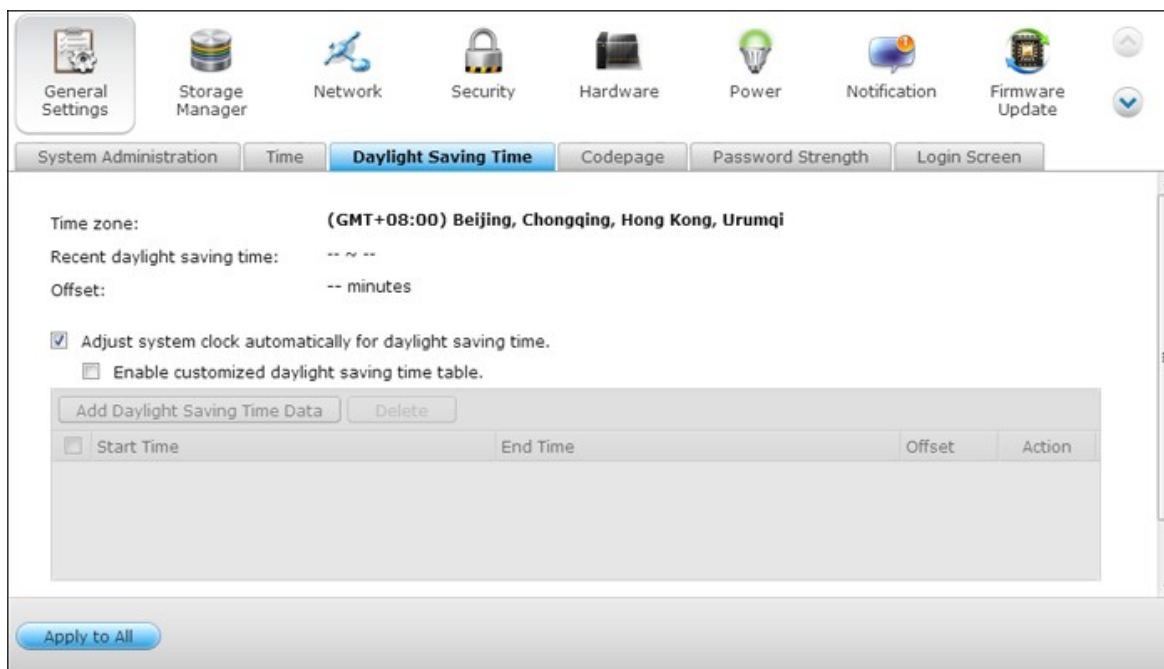 General Settings
Storage Manager
Network
Security
Hardware
Power
1
Notification
Firmware Update
System Administration
Time
Daylight Saving Time
Codepage
Password Strength
Login Screen
Time zone: (GMT+08:00) Beijing, Chongqing, Hong Kong, Urumqi
Recent daylight saving time: -- ~ --
Offset: -- minutes
Adjust system clock automatically for daylight saving time.
Enable customized daylight saving time table.
Add Daylight Saving Time Data Delete
Start Time End Time Offset Action
Apply to All